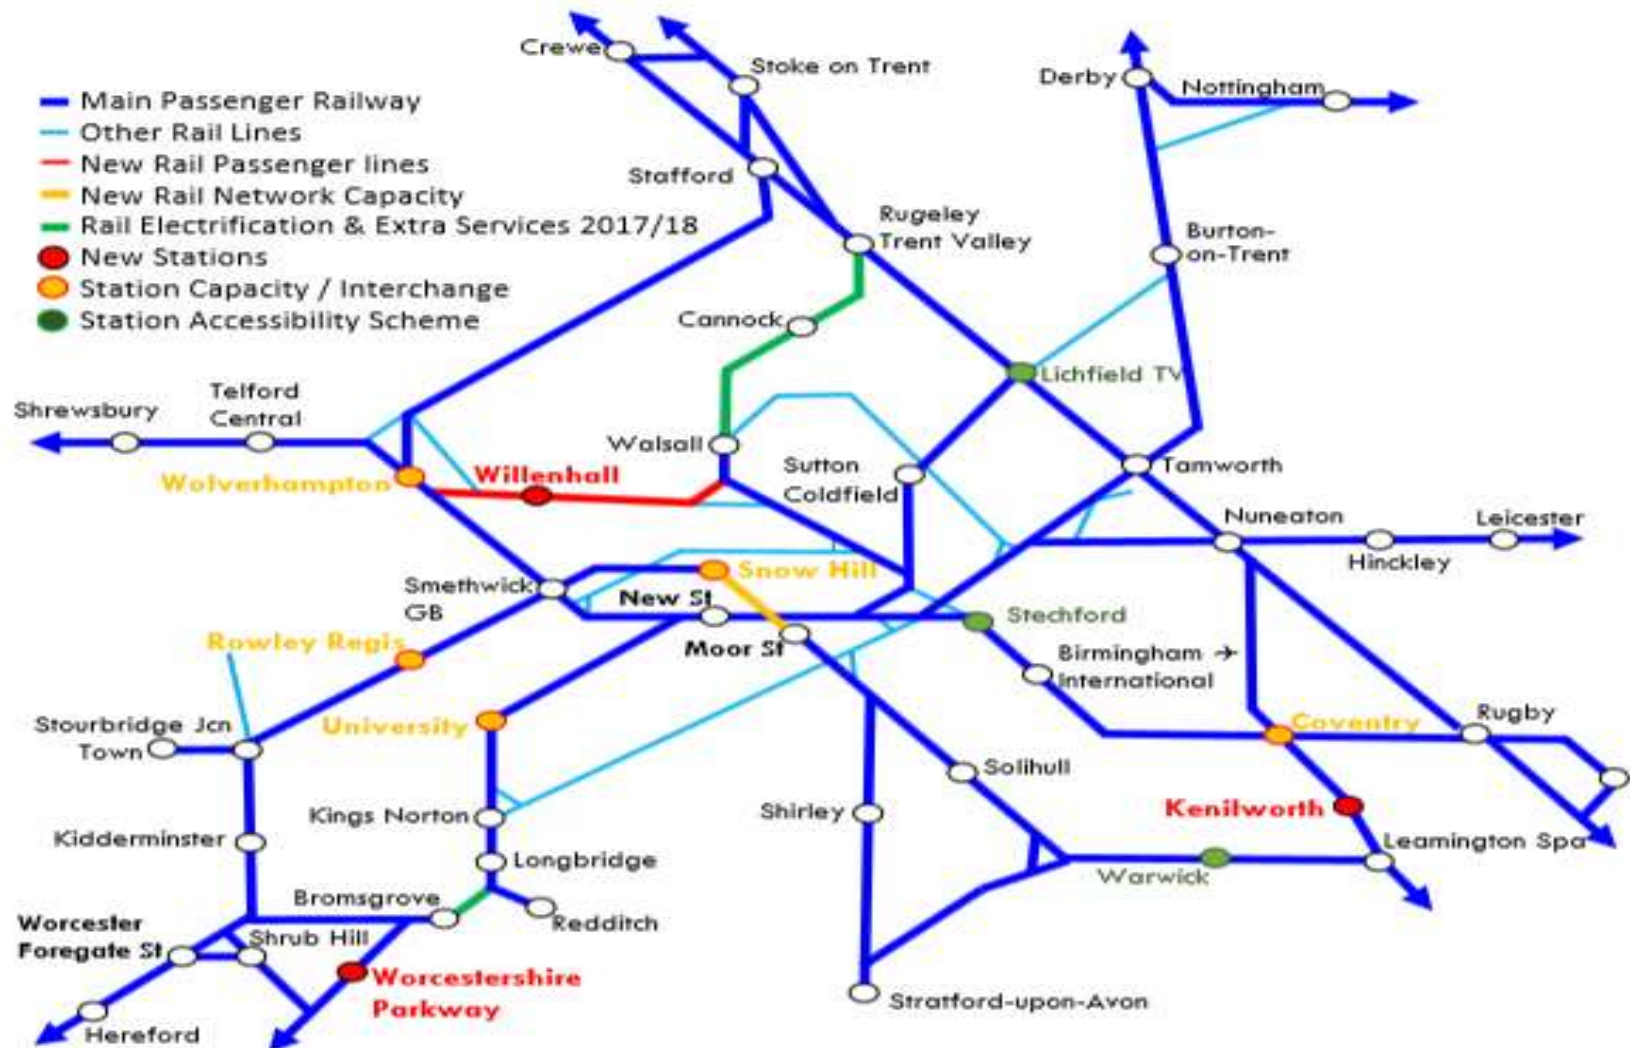 Main Passenger Railway
Other Rail Lines
New Rail Passenger lines
New Rail Network Capacity
Rail Electrification & Extra Services 2017/18
New Stations
Station Capacity / Interchange
Station Accessibility Scheme
Crewe
Stoke on Trent
Derby
Nottingham
Stafford
Rugeley
Trent Valley
Burton-
on-Trent
Cannock
Lichfield TV
Shrewsbury
Telford
Central
Walsall
Wolverhampton
Willenhall
Sutton
Coldfield
Tamworth
Nuneaton
Leicester
Hinckley
Smethwick
GB
Snow Hill
New St
Moor St
Stechford
Rowley Regis
Birmingham
International
Stourbridge Jcn
Town
University
Coventry
Rugby
Solihull
Shirley
Kenilworth
Kings Norton
Kidderminster
Longbridge
Leamington Spa
Warwick
Bromsgrove
Redditch
Worcester
Foregate St
Shrub Hill
Worcestershire
Parkway
Stratford-upon-Avon
Hereford